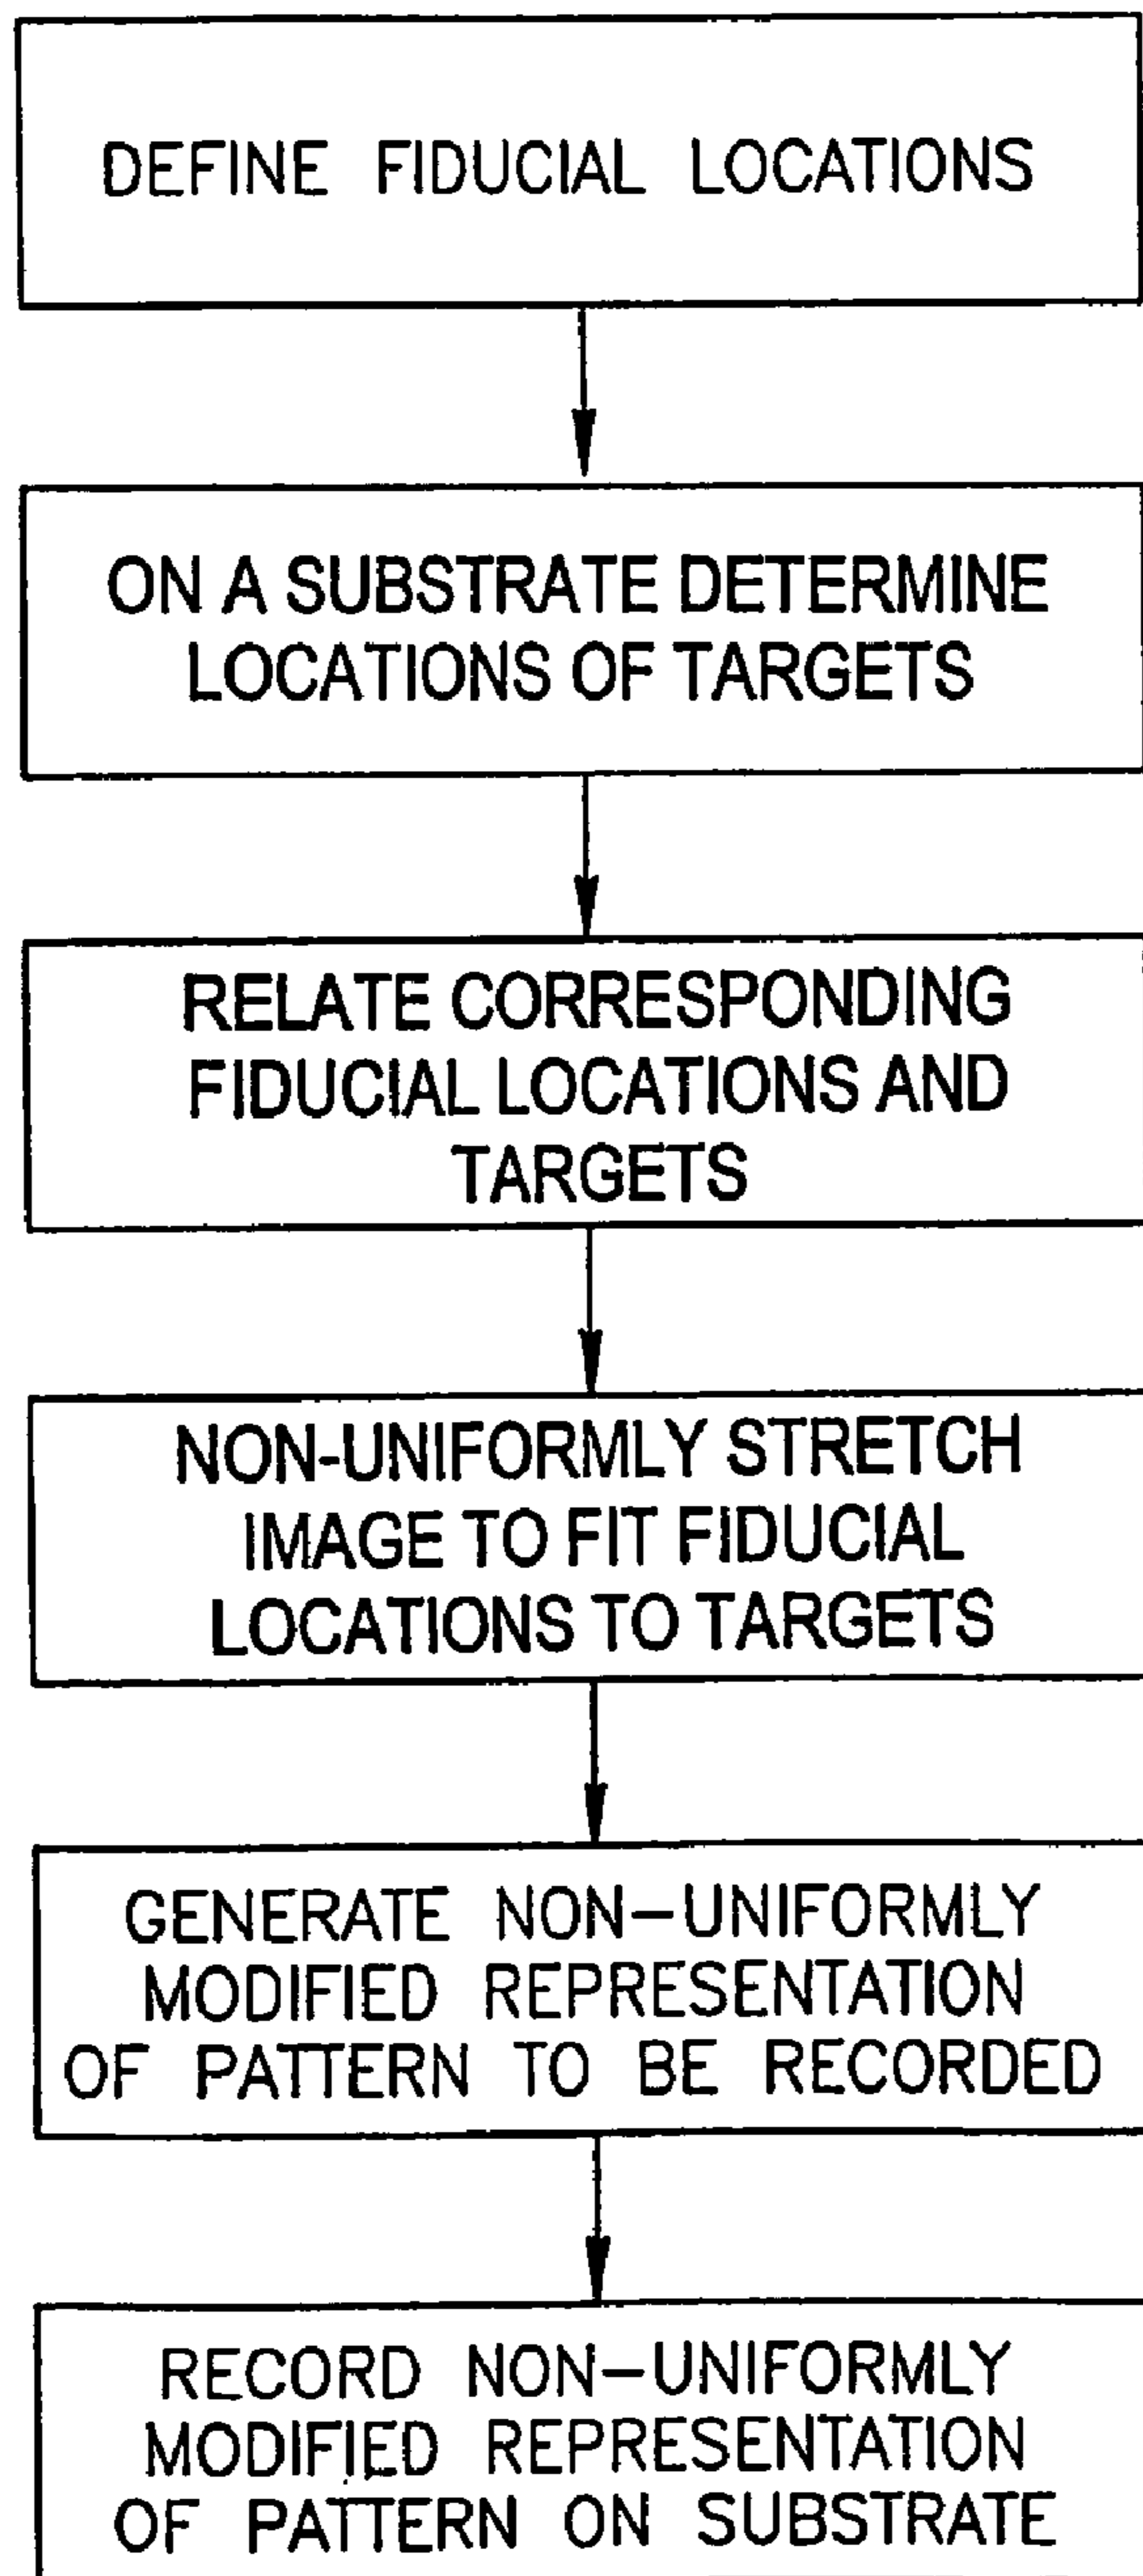 DEFINE FIDUCIAL LOCATIONS
ON A SUBSTRATE DETERMINE
LOCATIONS OF TARGETS
RELATE CORRESPONDING
FIDUCIAL LOCATIONS AND
TARGETS
NON-UNIFORMLY STRETCH
IMAGE TO FIT FIDUCIAL
LOCATIONS TO TARGETS
GENERATE NON-UNIFORMLY
MODIFIED REPRESENTATION
OF PATTERN TO BE RECORDED
RECORD NON-UNIFORMLY
MODIFIED REPRESENTATION
OF PATTERN ON SUBSTRATE